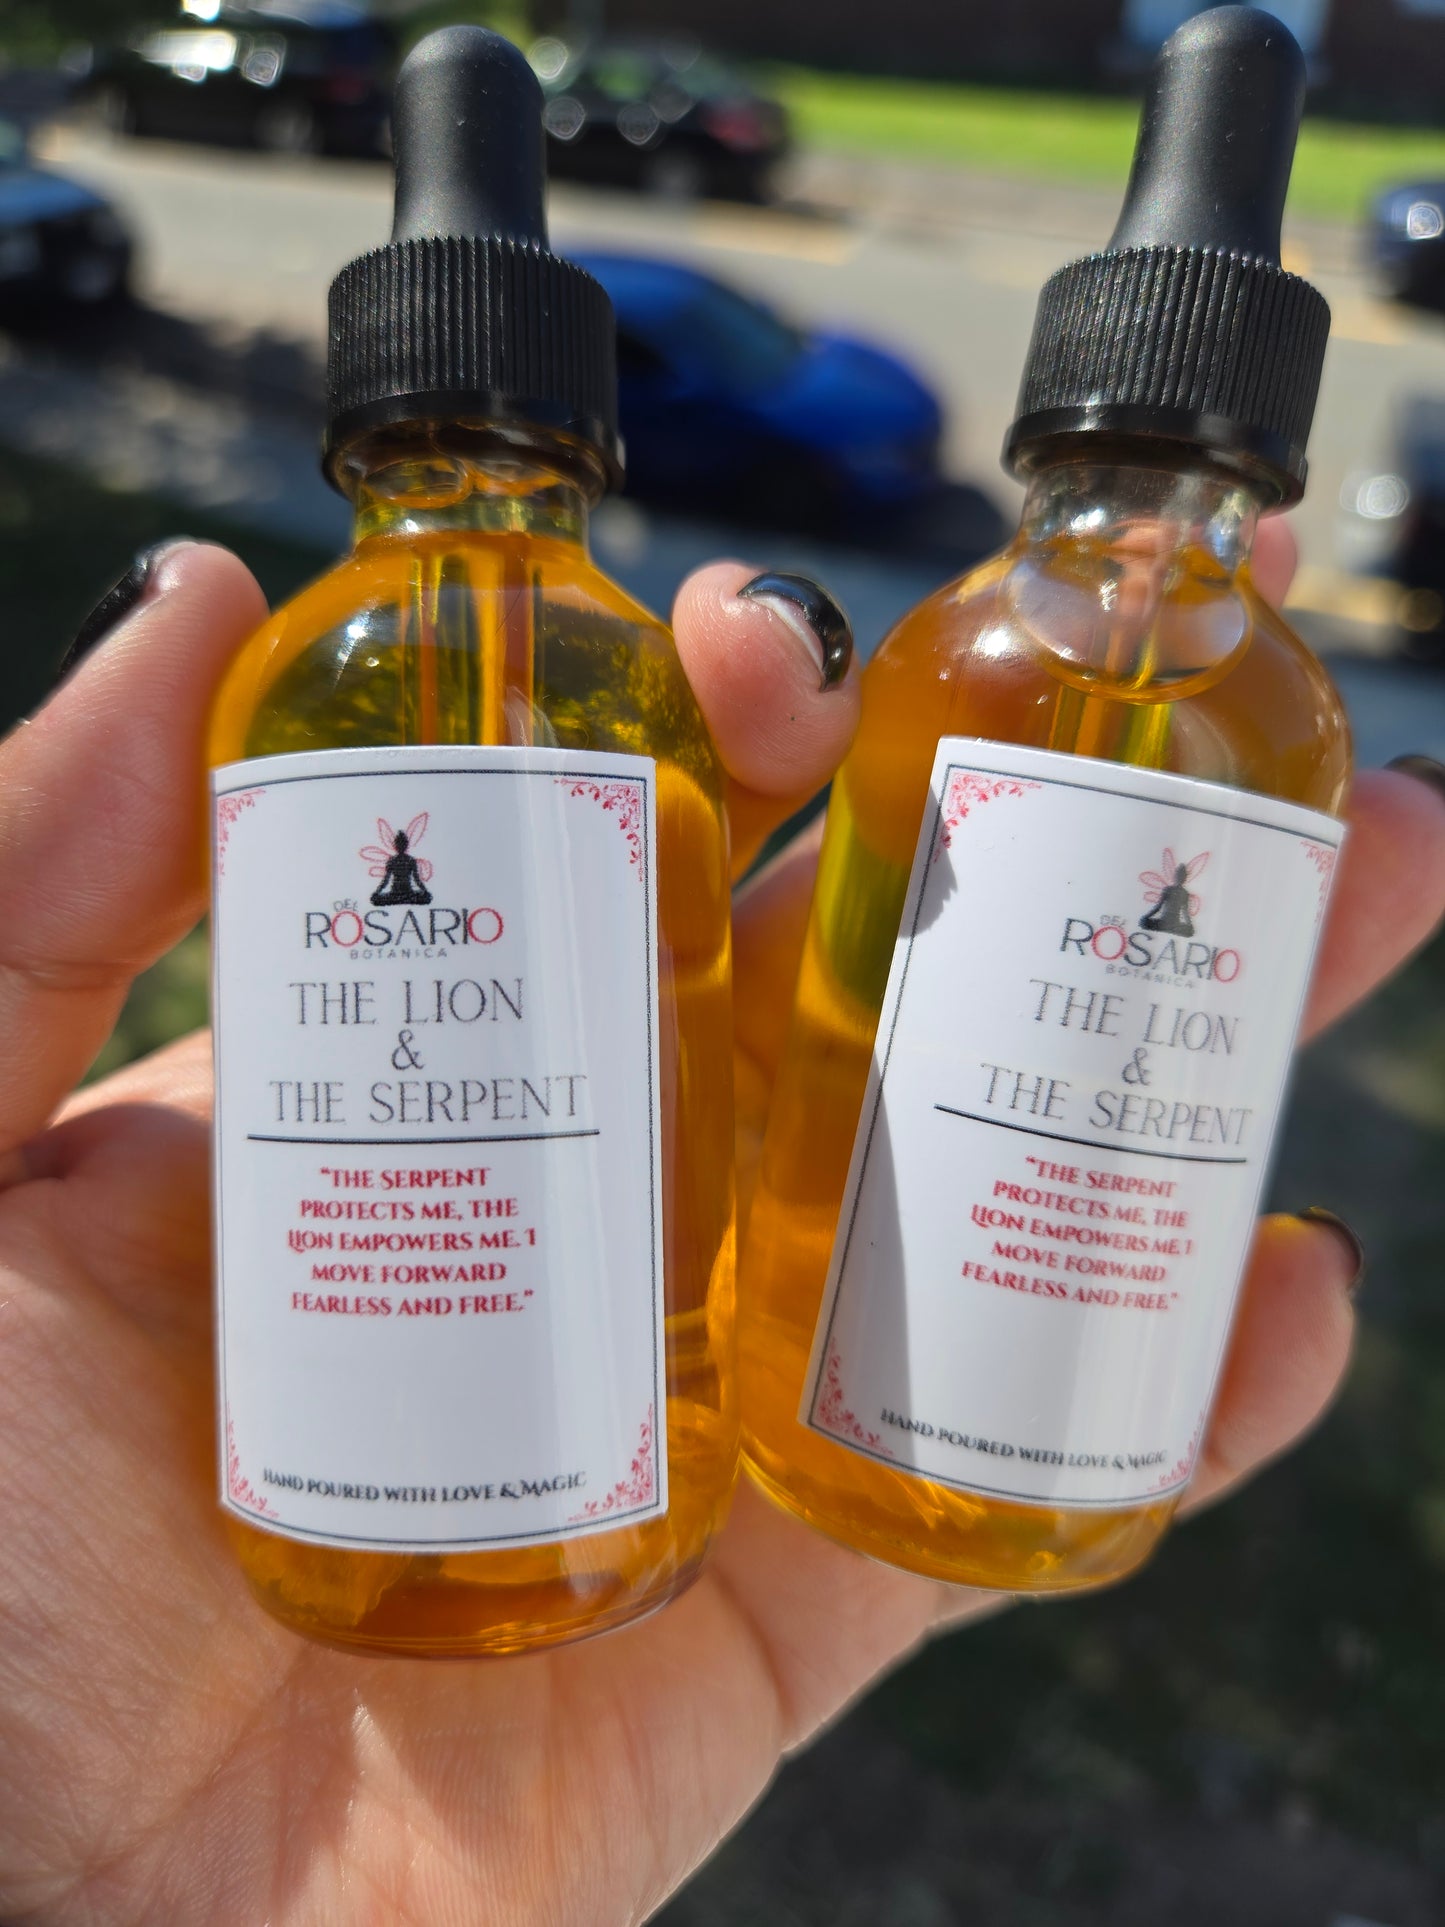 DEL
ROSARIO
BOTANICA
THE LION
&
THE SERPENT
“THE SERPENT
PROTECTS ME, THE
LION EMPOWERS ME. I
MOVE FORWARD
FEARLESS AND FREE.”
HAND POURED WITH LOVE & MAGIC
DEL
ROSARIO
BOTANICA
THE LION
&
THE SERPENT
“THE SERPENT
PROTECTS ME, THE
LION EMPOWERS ME. I
MOVE FORWARD
FEARLESS AND FREE.”
HAND POURED WITH LOVE & MAGIC